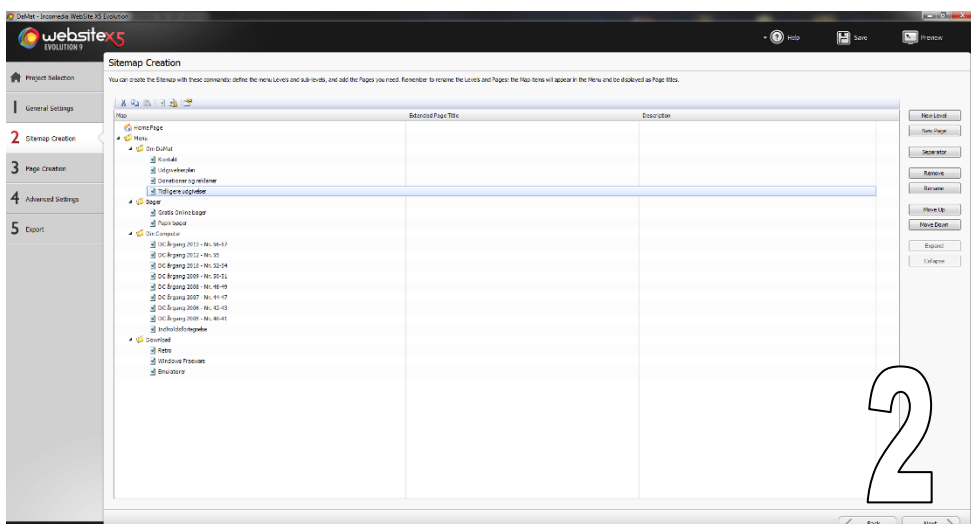 DaMat - Incomedia WebSite X5 Evolution
websitex5
EVOLUTION 9
Help
Save
Preview
Project Selection
1 General Settings
2 Sitemap Creation
3 Page Creation
4 Advanced Settings
5 Export
Sitemap Creation
You can create the Sitemap with these commands: define the menu Levels and sub-levels, and add the Pages you need. Remember to rename the Levels and Pages: the Map items will appear in the Menu and be displayed as Page titles.
Map Extended Page Title Description
Home Page
Menu
Om DaMat
Kontakt
Udgivelsesplan
Donationer og reklamer
Tidligere udgivelser
Bøger
Gratis Online bøger
Papir bøger
Din Computer
DC årgang 2013 - Nr. 56-57
DC årgang 2012 - Nr. 55
DC årgang 2010 - Nr. 52-54
DC årgang 2009 - Nr. 50-51
DC årgang 2008 - Nr. 48-49
DC årgang 2007 - Nr. 44-47
DC årgang 2006 - Nr. 42-43
DC årgang 2005 - Nr. 40-41
Indholdsfortegnelse
Download
Retro
Windows Freeware
Emulatorer
New Level
New Page
Separator
Remove
Rename
Move Up
Move Down
Expand
Collapse
2
Back Next